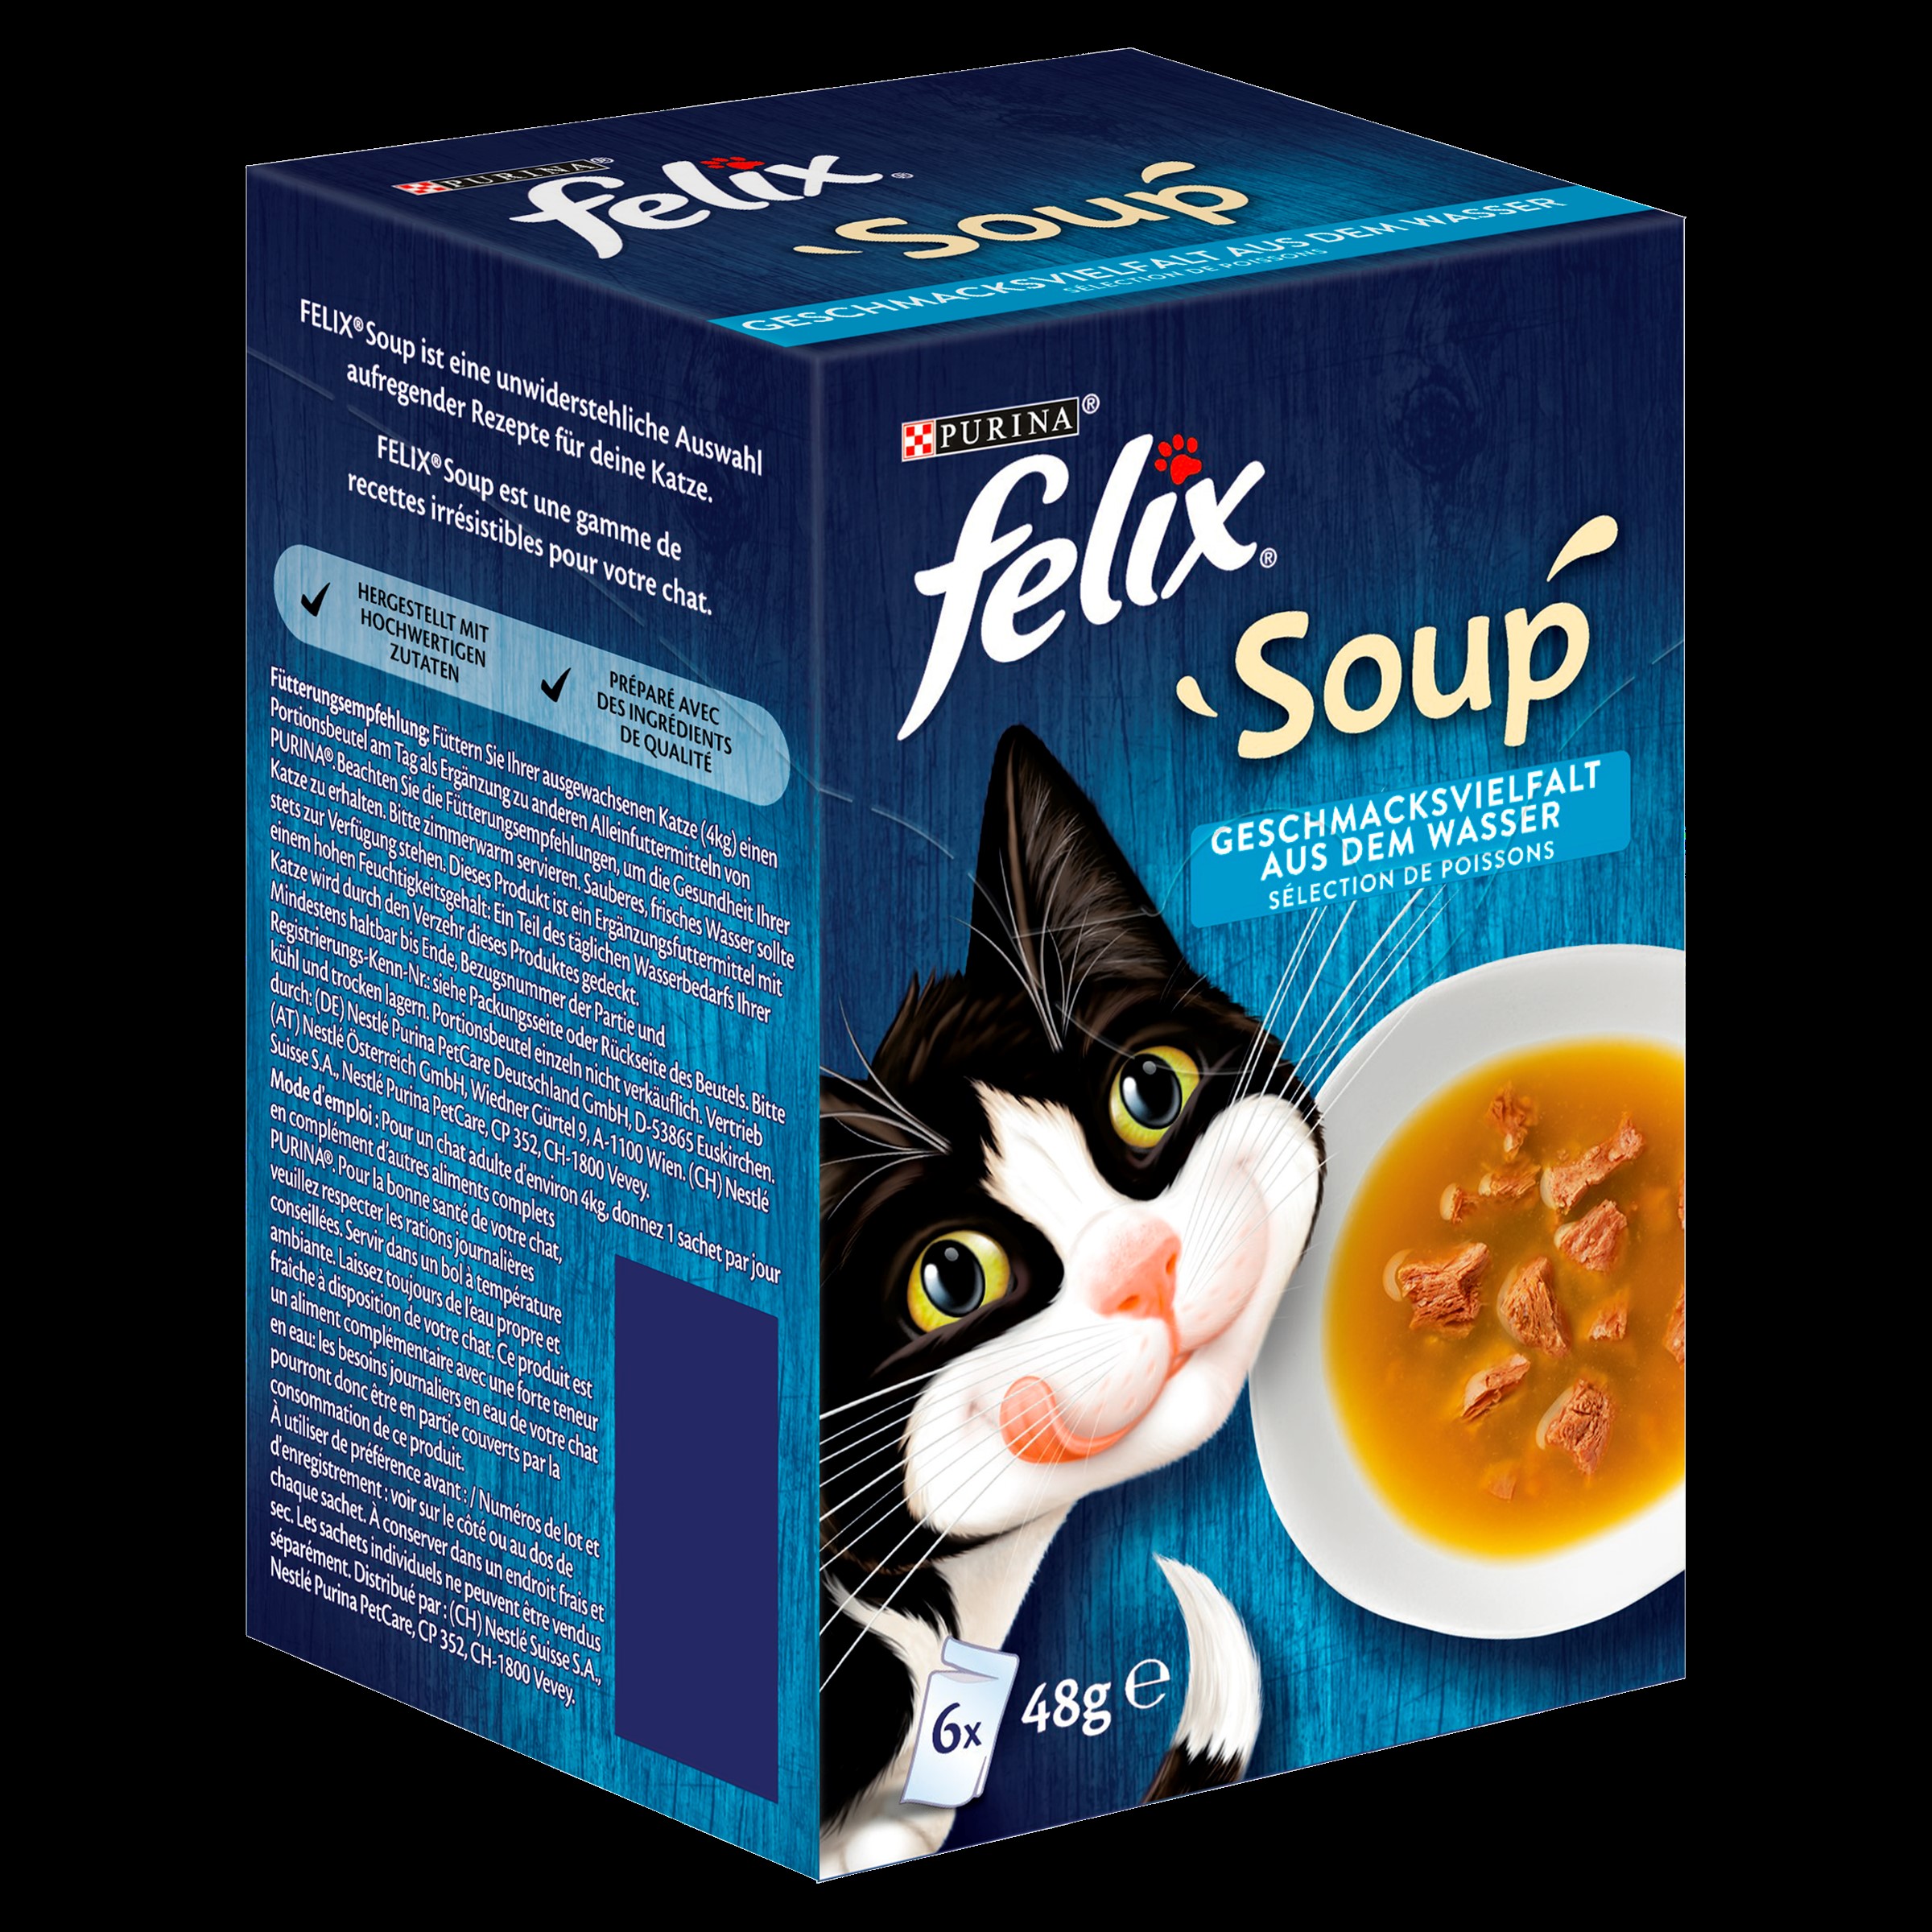 PURINA®
felix®
Soup
GESCHMACKSVIELFALT AUS DEM WASSER
SÉLECTION DE POISSONS
FELIX® Soup ist eine unwiderstehliche Auswahl
aufregender Rezepte für deine Katze.
FELIX® Soup est une gamme de
recettes irrésistibles pour votre chat.
HERGESTELLT MIT
HOCHWERTIGEN
ZUTATEN
PRÉPARÉ AVEC
DES INGRÉDIENTS
DE QUALITÉ
Fütterungsempfehlung: Füttern Sie Ihrer ausgewachsenen Katze (4kg) einen
Portionsbeutel am Tag als Ergänzung zu anderen Alleinfuttermitteln von
PURINA®. Beachten Sie die Fütterungsempfehlungen, um die Gesundheit Ihrer
Katze zu erhalten. Bitte zimmerwarm servieren. Sauberes, frisches Wasser sollte
stets zur Verfügung stehen. Dieses Produkt ist ein Ergänzungsfuttermittel mit
einem hohen Feuchtigkeitsgehalt: Ein Teil des täglichen Wasserbedarfs Ihrer
Katze wird durch den Verzehr dieses Produktes gedeckt.
Mindestens haltbar bis Ende, Bezugsnummer der Partie und
Registrierungs-Kenn-Nr.: siehe Packungsseite oder Rückseite des Beutels. Bitte
kühl und trocken lagern. Portionsbeutel einzeln nicht verkäuflich. Vertrieb
durch: (DE) Nestlé Purina PetCare Deutschland GmbH, D-53865 Euskirchen.
(AT) Nestlé Österreich GmbH, Wiedner Gürtel 9, A-1100 Wien. (CH) Nestlé
Suisse S.A., Nestlé Purina PetCare, CP 352, CH-1800 Vevey.
Mode d'emploi : Pour un chat adulte d'environ 4kg, donnez 1 sachet par jour
en complément d'autres aliments complets
PURINA®. Pour la bonne santé de votre chat,
veuillez respecter les rations journalières
conseillées. Servir dans un bol à température
ambiante. Laissez toujours de l'eau propre et
fraîche à disposition de votre chat. Ce produit est
un aliment complémentaire avec une forte teneur
en eau: les besoins journaliers en eau de votre chat
pourront donc être en partie couverts par la
consommation de ce produit.
À utiliser de préférence avant : / Numéros de lot et
d'enregistrement : voir sur le côté ou au dos de
chaque sachet. À conserver dans un endroit frais et
sec. Les sachets individuels ne peuvent être vendus
séparément. Distribué par : (CH) Nestlé Suisse S.A.,
Nestlé Purina PetCare, CP 352, CH-1800 Vevey.
PURINA®
felix®
Soup
GESCHMACKSVIELFALT
AUS DEM WASSER
SÉLECTION DE POISSONS
6x 48g e